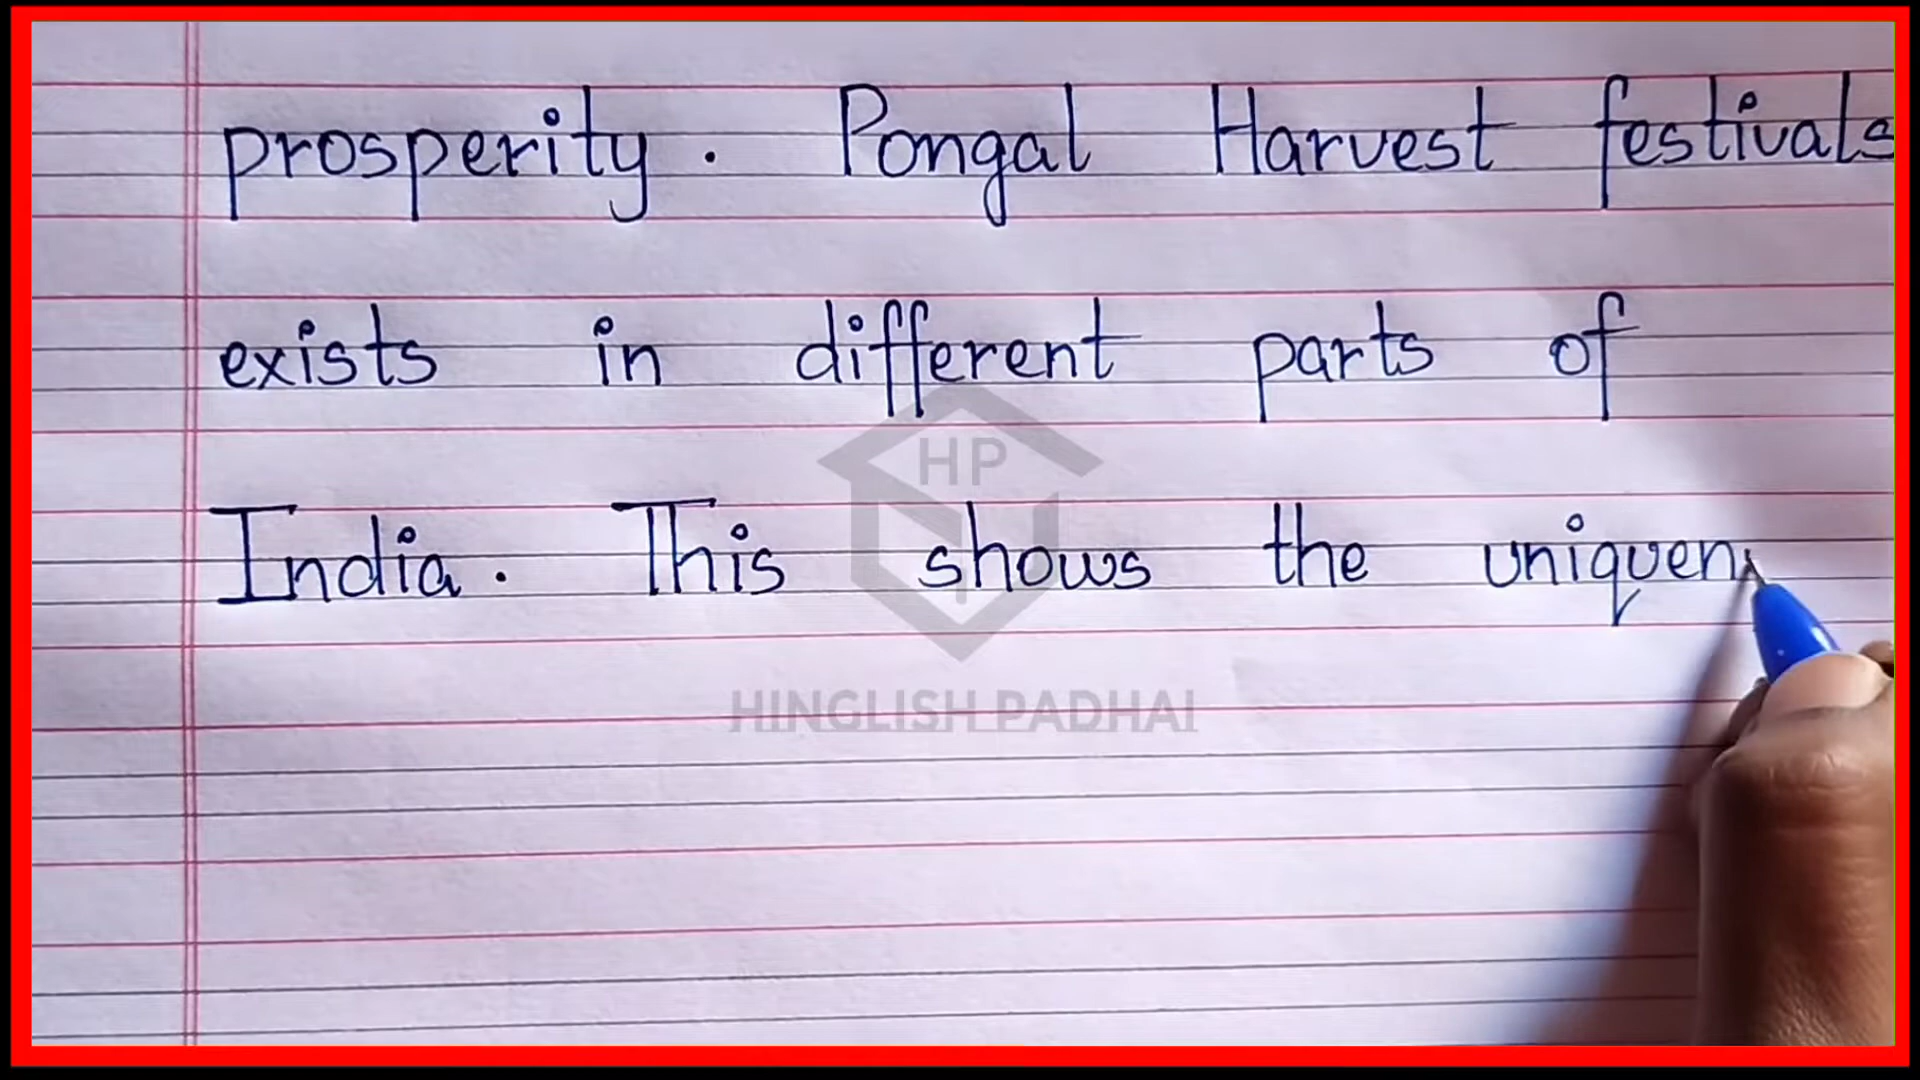 prosperity. Pongal Harvest festivals
exists in different parts of
India. This shows the uniquen
HP
HINGLISH PADHAI